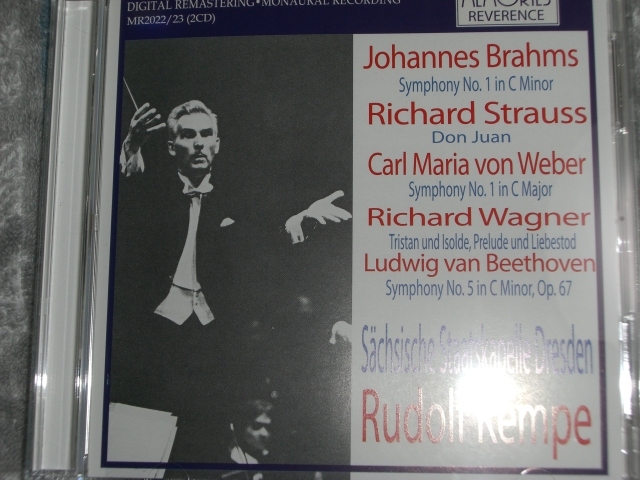 DIGITAL REMASTERING • MONAURAL RECORDING
MR2022/23 (2CD)
MEMORIES
REVERENCE
Johannes Brahms
Symphony No. 1 in C Minor
Richard Strauss
Don Juan
Carl Maria von Weber
Symphony No. 1 in C Major
Richard Wagner
Tristan und Isolde, Prelude und Liebestod
Ludwig van Beethoven
Symphony No. 5 in C Minor, Op. 67
Sächsische Staatskapelle Dresden
Rudolf Kempe